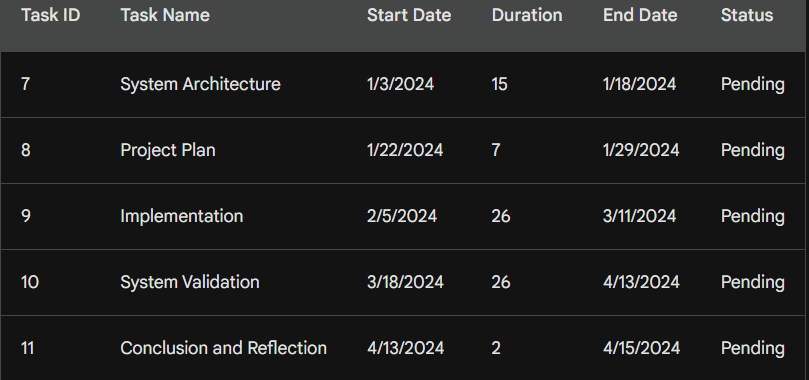 Task ID Task Name Start Date Duration End Date Status
7 System Architecture 1/3/2024 15 1/18/2024 Pending
8 Project Plan 1/22/2024 7 1/29/2024 Pending
9 Implementation 2/5/2024 26 3/11/2024 Pending
10 System Validation 3/18/2024 26 4/13/2024 Pending
11 Conclusion and Reflection 4/13/2024 2 4/15/2024 Pending